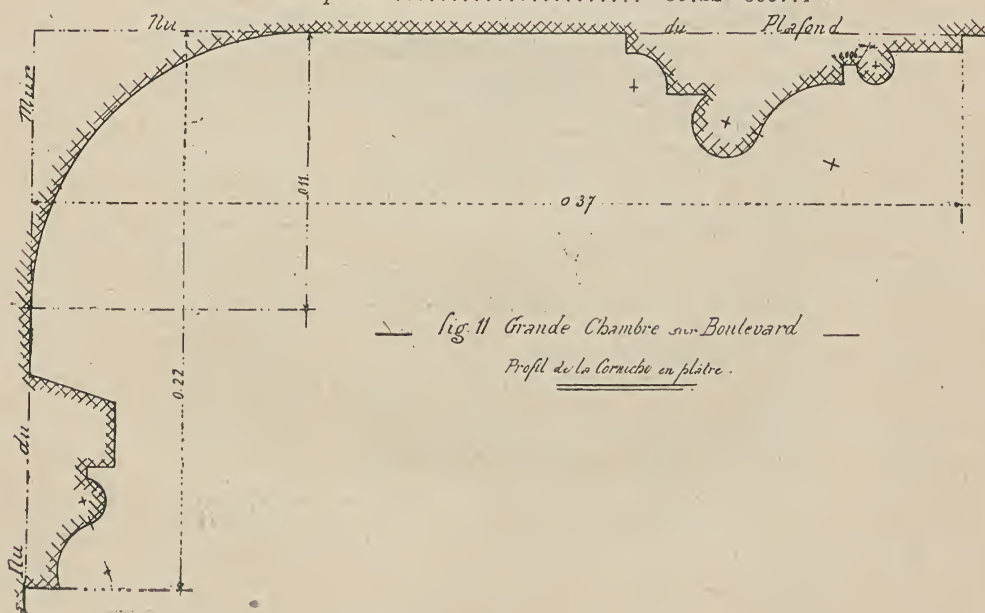 Nu du Plafond
Nu du Mur
0.11
0.37
0.22
fig. 11 Grande Chambre sur Boulevard
Profil de la Corniche en plâtre.